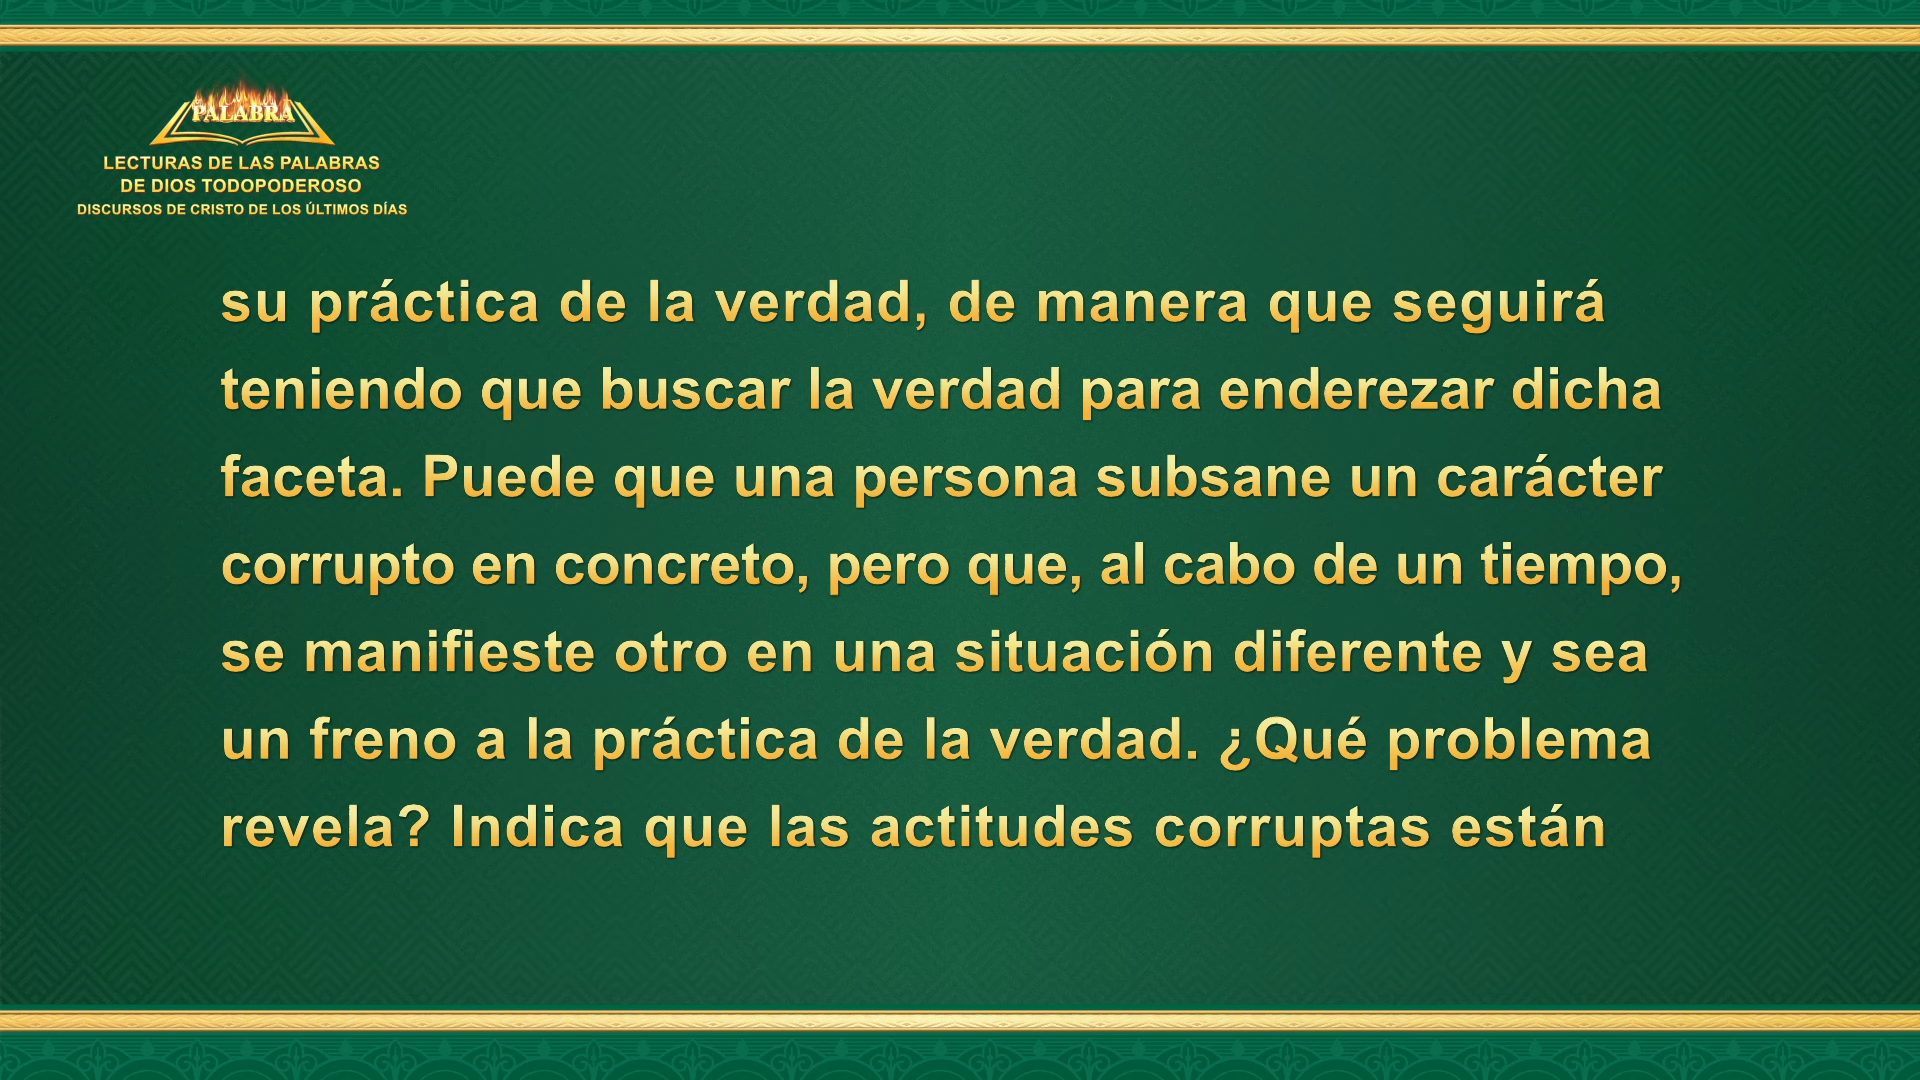 PALABRA
LECTURAS DE LAS PALABRAS
DE DIOS TODOPODEROSO
DISCURSOS DE CRISTO DE LOS ÚLTIMOS DÍAS
su práctica de la verdad, de manera que seguirá
teniendo que buscar la verdad para enderezar dicha
faceta. Puede que una persona subsane un carácter
corrupto en concreto, pero que, al cabo de un tiempo,
se manifieste otro en una situación diferente y sea
un freno a la práctica de la verdad. ¿Qué problema
revela? Indica que las actitudes corruptas están